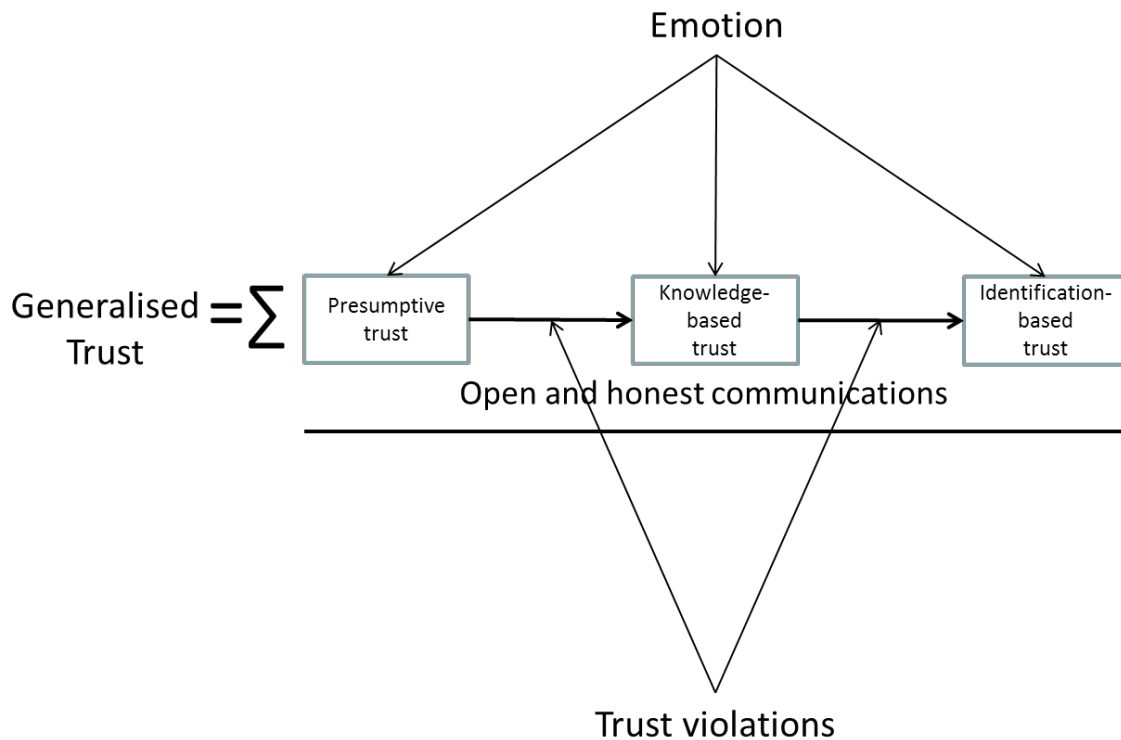 Emotion
Generalised
Trust
= ∑
Presumptive
trust
Knowledge-
based
trust
Identification-
based
trust
Open and honest communications
Trust violations